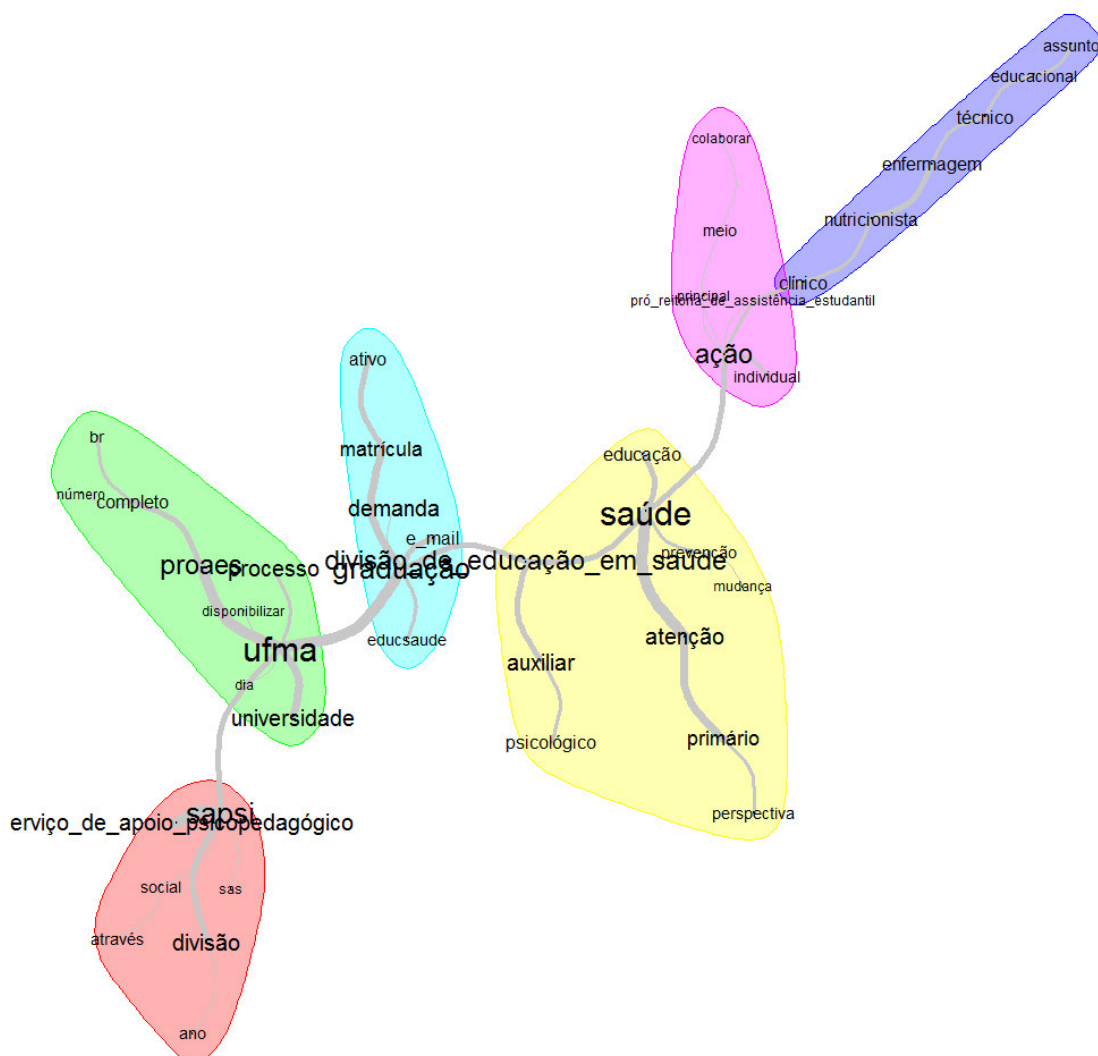 assunto
educacional
técnico
enfermagem
nutricionista
clínico
colaborar
meio
principal
pró_reitoria_de_assistência_estudantil
ação
individual
ativo
matrícula
demanda
e_mail
graduação
educsaude
br
número
completo
proaes
processo
disponibilizar
ufma
dia
universidade
educação
saúde
prevenção
divisão_de_educação_em_saúde
mudança
atenção
auxiliar
primário
psicológico
perspectiva
sapsi
erviço_de_apoio_psicopedagógico
social
sas
através
divisão
ano